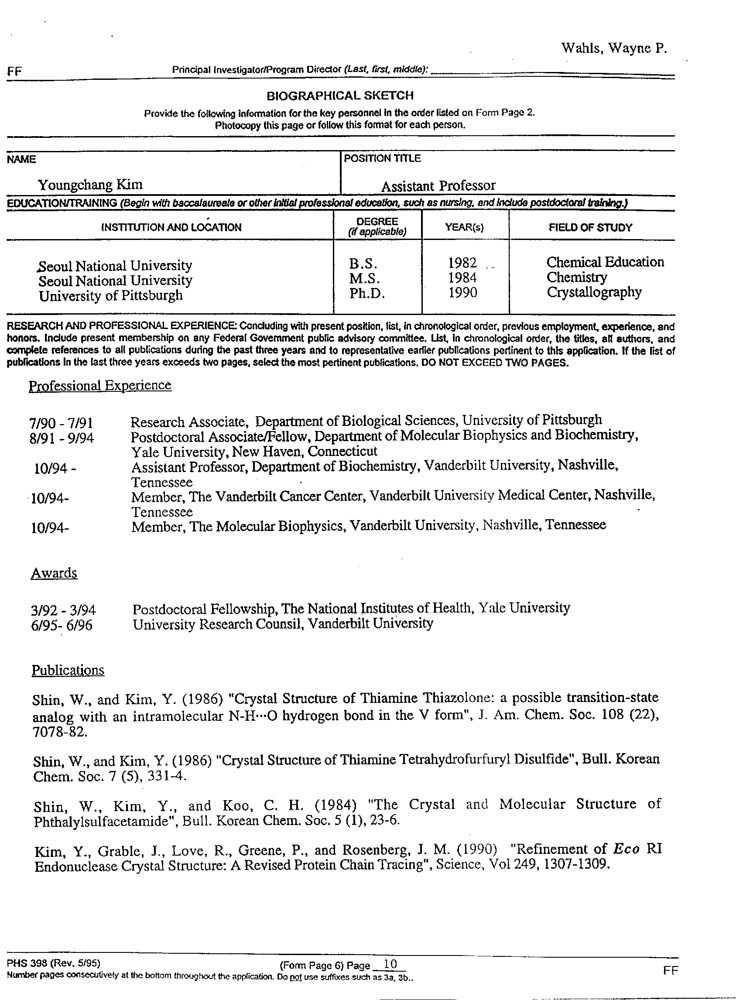 Wahls, Wayne P.
FF
Principal Investigator/Program Director (Last, first, middle):
BIOGRAPHICAL SKETCH
Provide the following information for the key personnel in the order listed on Form Page 2.
Photocopy this page or follow this format for each person.
NAME
POSITION TITLE
Youngchang Kim
Assistant Professor
EDUCATION/TRAINING (Begin with baccalaureate or other initial professional education, such as nursing, and include postdoctoral training.)
INSTITUTION AND LOCATION DEGREE (if applicable) YEAR(s) FIELD OF STUDY
Seoul National University B.S. 1982 Chemical Education
Seoul National University M.S. 1984 Chemistry
University of Pittsburgh Ph.D. 1990 Crystallography
RESEARCH AND PROFESSIONAL EXPERIENCE: Concluding with present position, list, in chronological order, previous employment, experience, and
honors. Include present membership on any Federal Government public advisory committee. List, in chronological order, the titles, all authors, and
complete references to all publications during the past three years and to representative earlier publications pertinent to this application. If the list of
publications in the last three years exceeds two pages, select the most pertinent publications. DO NOT EXCEED TWO PAGES.
Professional Experience
7/90 - 7/91 Research Associate, Department of Biological Sciences, University of Pittsburgh
8/91 - 9/94 Postdoctoral Associate/Fellow, Department of Molecular Biophysics and Biochemistry,
Yale University, New Haven, Connecticut
10/94 - Assistant Professor, Department of Biochemistry, Vanderbilt University, Nashville,
Tennessee
10/94- Member, The Vanderbilt Cancer Center, Vanderbilt University Medical Center, Nashville,
Tennessee
10/94- Member, The Molecular Biophysics, Vanderbilt University, Nashville, Tennessee
Awards
3/92 - 3/94 Postdoctoral Fellowship, The National Institutes of Health, Yale University
6/95- 6/96 University Research Counsil, Vanderbilt University
Publications
Shin, W., and Kim, Y. (1986) "Crystal Structure of Thiamine Thiazolone: a possible transition-state
analog with an intramolecular N-H···O hydrogen bond in the V form", J. Am. Chem. Soc. 108 (22),
7078-82.
Shin, W., and Kim, Y. (1986) "Crystal Structure of Thiamine Tetrahydrofurfuryl Disulfide", Bull. Korean
Chem. Soc. 7 (5), 331-4.
Shin, W., Kim, Y., and Koo, C. H. (1984) "The Crystal and Molecular Structure of
Phthalylsulfacetamide", Bull. Korean Chem. Soc. 5 (1), 23-6.
Kim, Y., Grable, J., Love, R., Greene, P., and Rosenberg, J. M. (1990) "Refinement of Eco RI
Endonuclease Crystal Structure: A Revised Protein Chain Tracing", Science, Vol 249, 1307-1309.
PHS 398 (Rev. 5/95) (Form Page 6) Page 10
FF
Number pages consecutively at the bottom throughout the application. Do not use suffixes such as 3a, 3b..